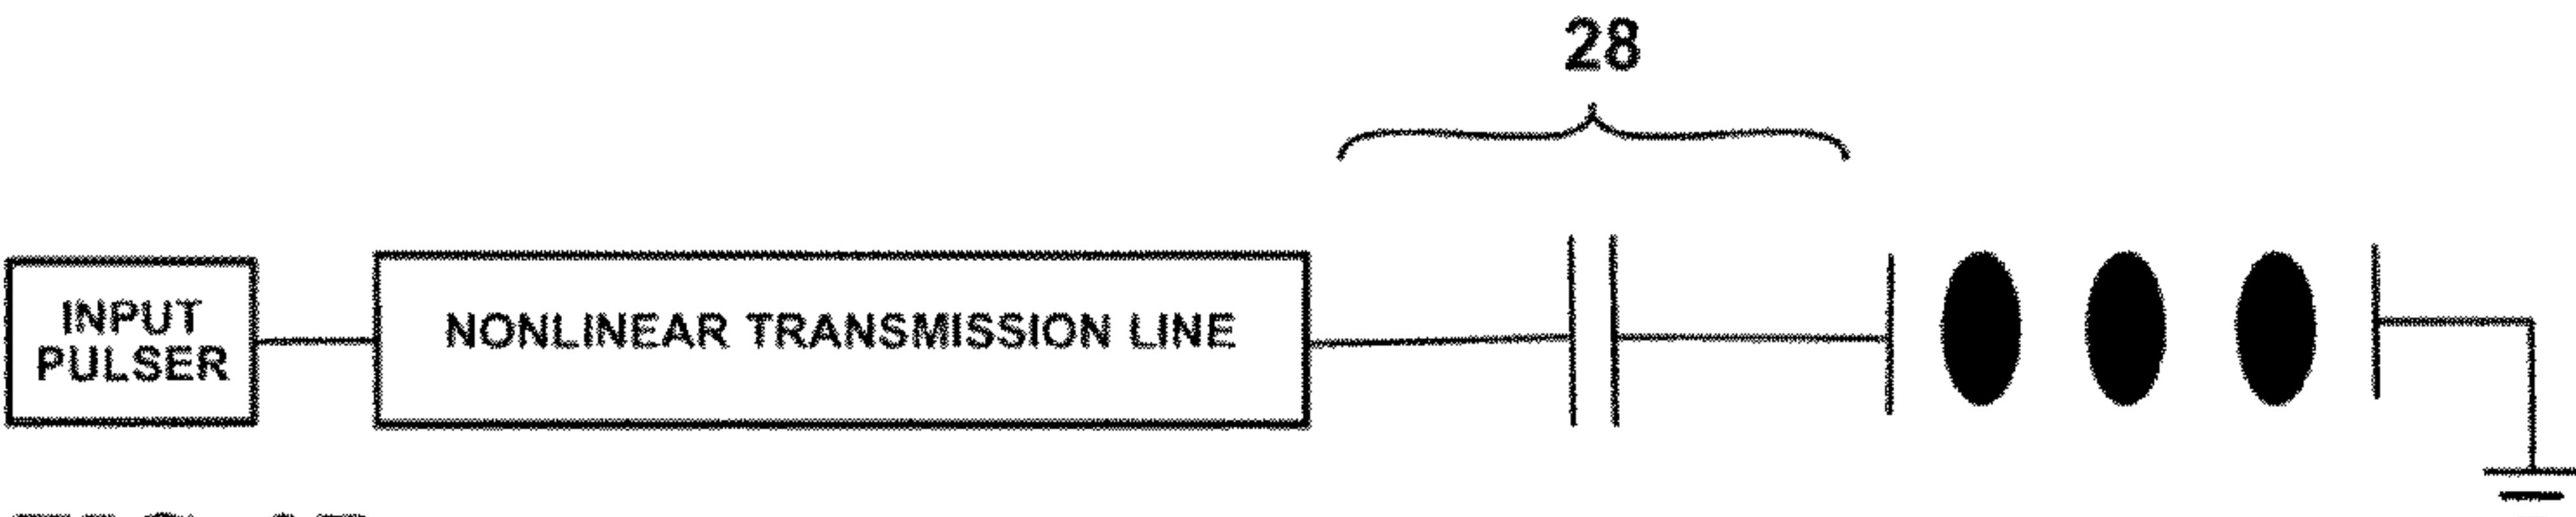 28
INPUT
PULSER
NONLINEAR TRANSMISSION LINE